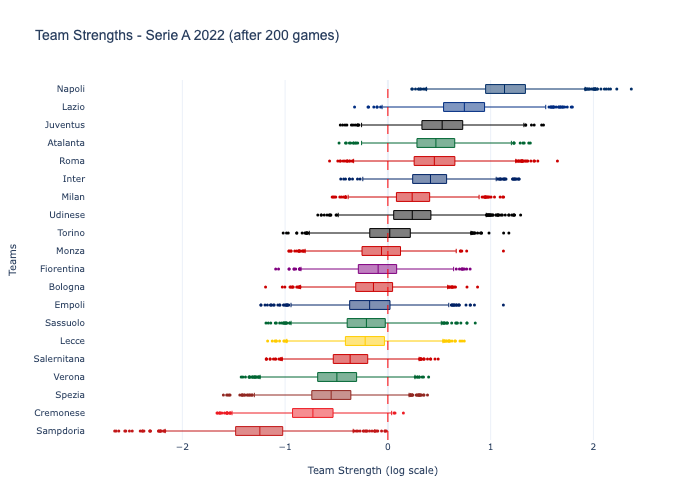 Team Strengths - Serie A 2022 (after 200 games)
Napoli
Lazio
Juventus
Atalanta
Roma
Inter
Milan
Udinese
Torino
Monza
Fiorentina
Bologna
Empoli
Sassuolo
Lecce
Salernitana
Verona
Spezia
Cremonese
Sampdoria
Teams
−2
−1
0
1
2
Team Strength (log scale)